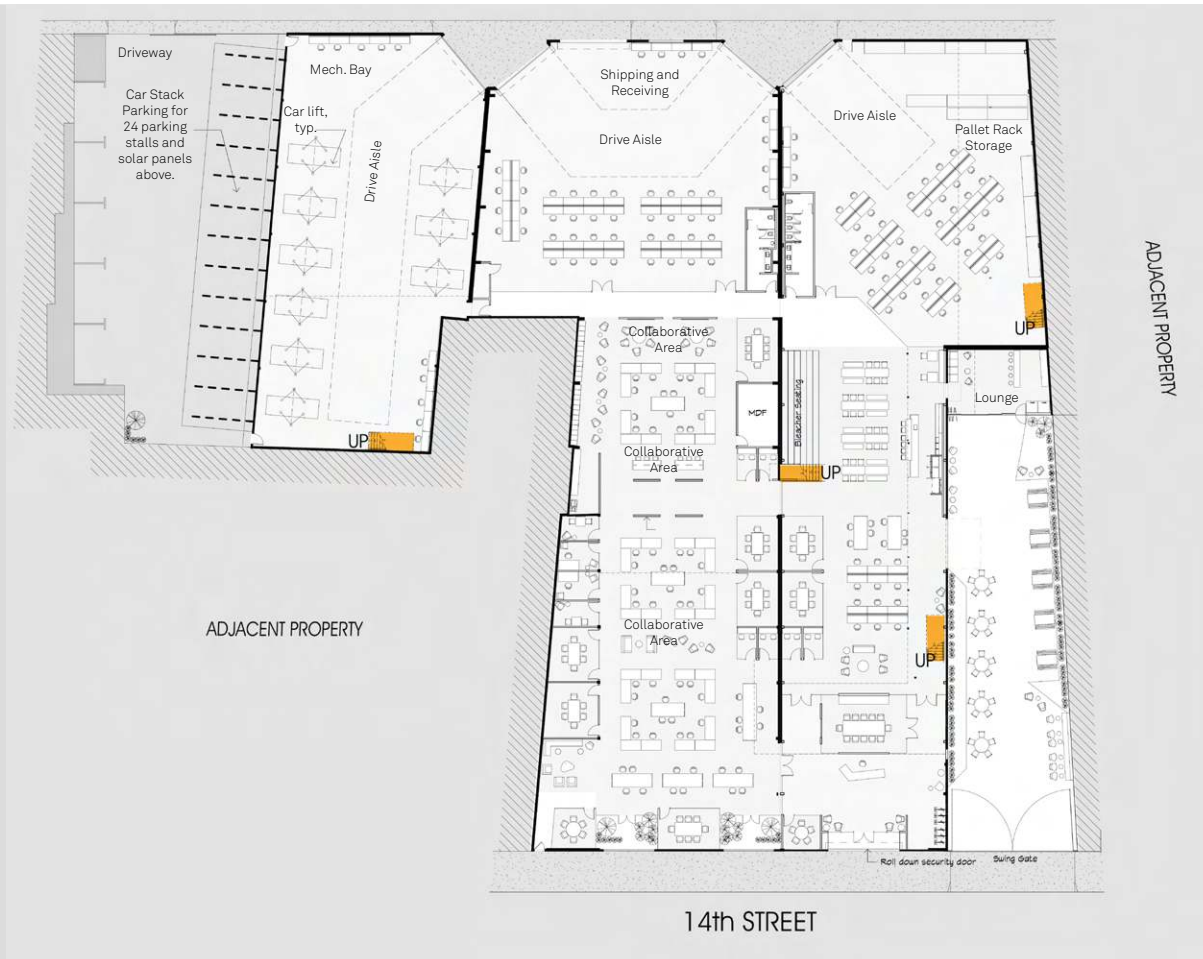 Driveway
Mech. Bay
Car Stack
Parking for
24 parking
stalls and
solar panels
above.
Car lift,
typ.
Drive Aisle
UP
Shipping and
Receiving
Drive Aisle
Drive Aisle
Pallet Rack
Storage
UP
ADJACENT PROPERTY
Collaborative
Area
MDF
Bleacher Seating
Lounge
Collaborative
Area
UP
ADJACENT PROPERTY
Collaborative
Area
UP
Roll down security door
Swing Gate
14th STREET